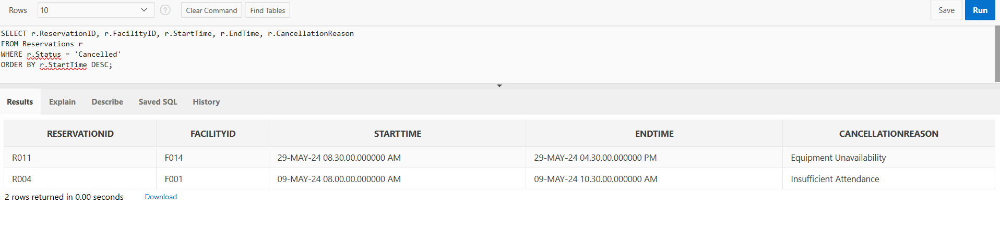 Rows 10 ? Clear Command Find Tables Save Run
SELECT r.ReservationID, r.FacilityID, r.StartTime, r.EndTime, r.CancellationReason
FROM Reservations r
WHERE r.Status = 'Cancelled'
ORDER BY r.StartTime DESC;
Results Explain Describe Saved SQL History
RESERVATIONID FACILITYID STARTTIME ENDTIME CANCELLATIONREASON
R011 F014 29-MAY-24 08.30.00.000000 AM 29-MAY-24 04.30.00.000000 PM Equipment Unavailability
R004 F001 09-MAY-24 08.00.00.000000 AM 09-MAY-24 10.30.00.000000 AM Insufficient Attendance
2 rows returned in 0.00 seconds Download